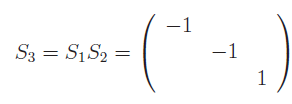 S₃ = S₁S₂ = ( −1
−1
1 )